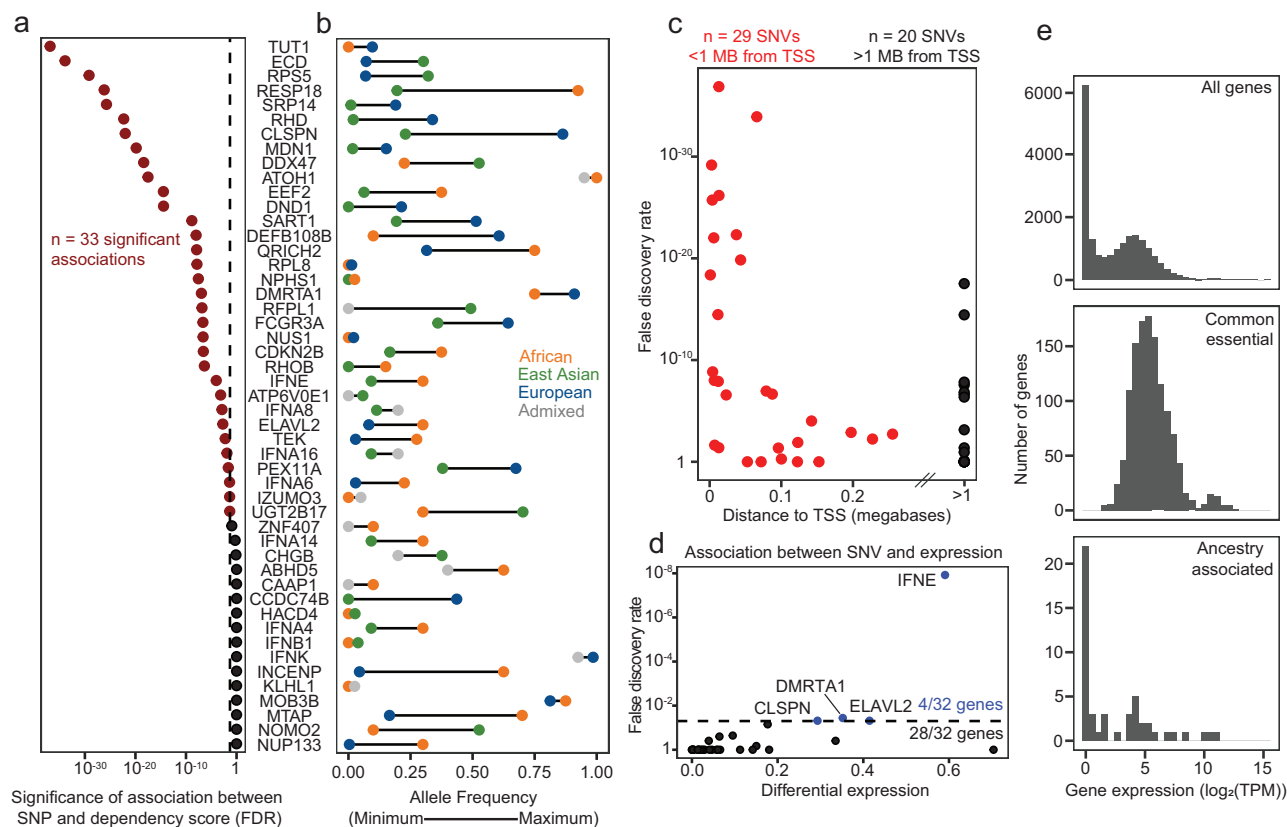 a
TUT1
ECD
RPS5
RESP18
SRP14
RHD
CLSPN
MDN1
DDX47
ATOH1
EEF2
DND1
SART1
DEFB108B
QRICH2
RPL8
NPHS1
DMRTA1
RFPL1
FCGR3A
NUS1
CDKN2B
RHOB
IFNE
ATP6V0E1
IFNA8
ELAVL2
TEK
IFNA16
PEX11A
IFNA6
IZUMO3
UGT2B17
ZNF407
IFNA14
CHGB
ABHD5
CAAP1
CCDC74B
HACD4
IFNA4
IFNB1
IFNK
INCENP
KLHL1
MOB3B
MTAP
NOMO2
NUP133
n = 33 significant
associations
10-30
10-20
10-10
1
Significance of association between
SNP and dependency score (FDR)
b
African
East Asian
European
Admixed
0.00
0.25
0.50
0.75
1.00
Allele Frequency
(Minimum Maximum)
c
n = 29 SNVs
<1 MB from TSS
n = 20 SNVs
>1 MB from TSS
False discovery rate
10-30
10-20
10-10
1
0
0.1
0.2
>1
Distance to TSS (megabases)
d
Association between SNV and expression
False discovery rate
10-8
10-6
10-4
10-2
1
IFNE
DMRTA1
CLSPN
ELAVL2
4/32 genes
28/32 genes
0.0
0.2
0.4
0.6
Differential expression
e
All genes
6000
4000
2000
0
Common
essential
Number of genes
150
100
50
0
Ancestry
associated
20
15
10
5
0
0
5
10
15
Gene expression (log₂(TPM))